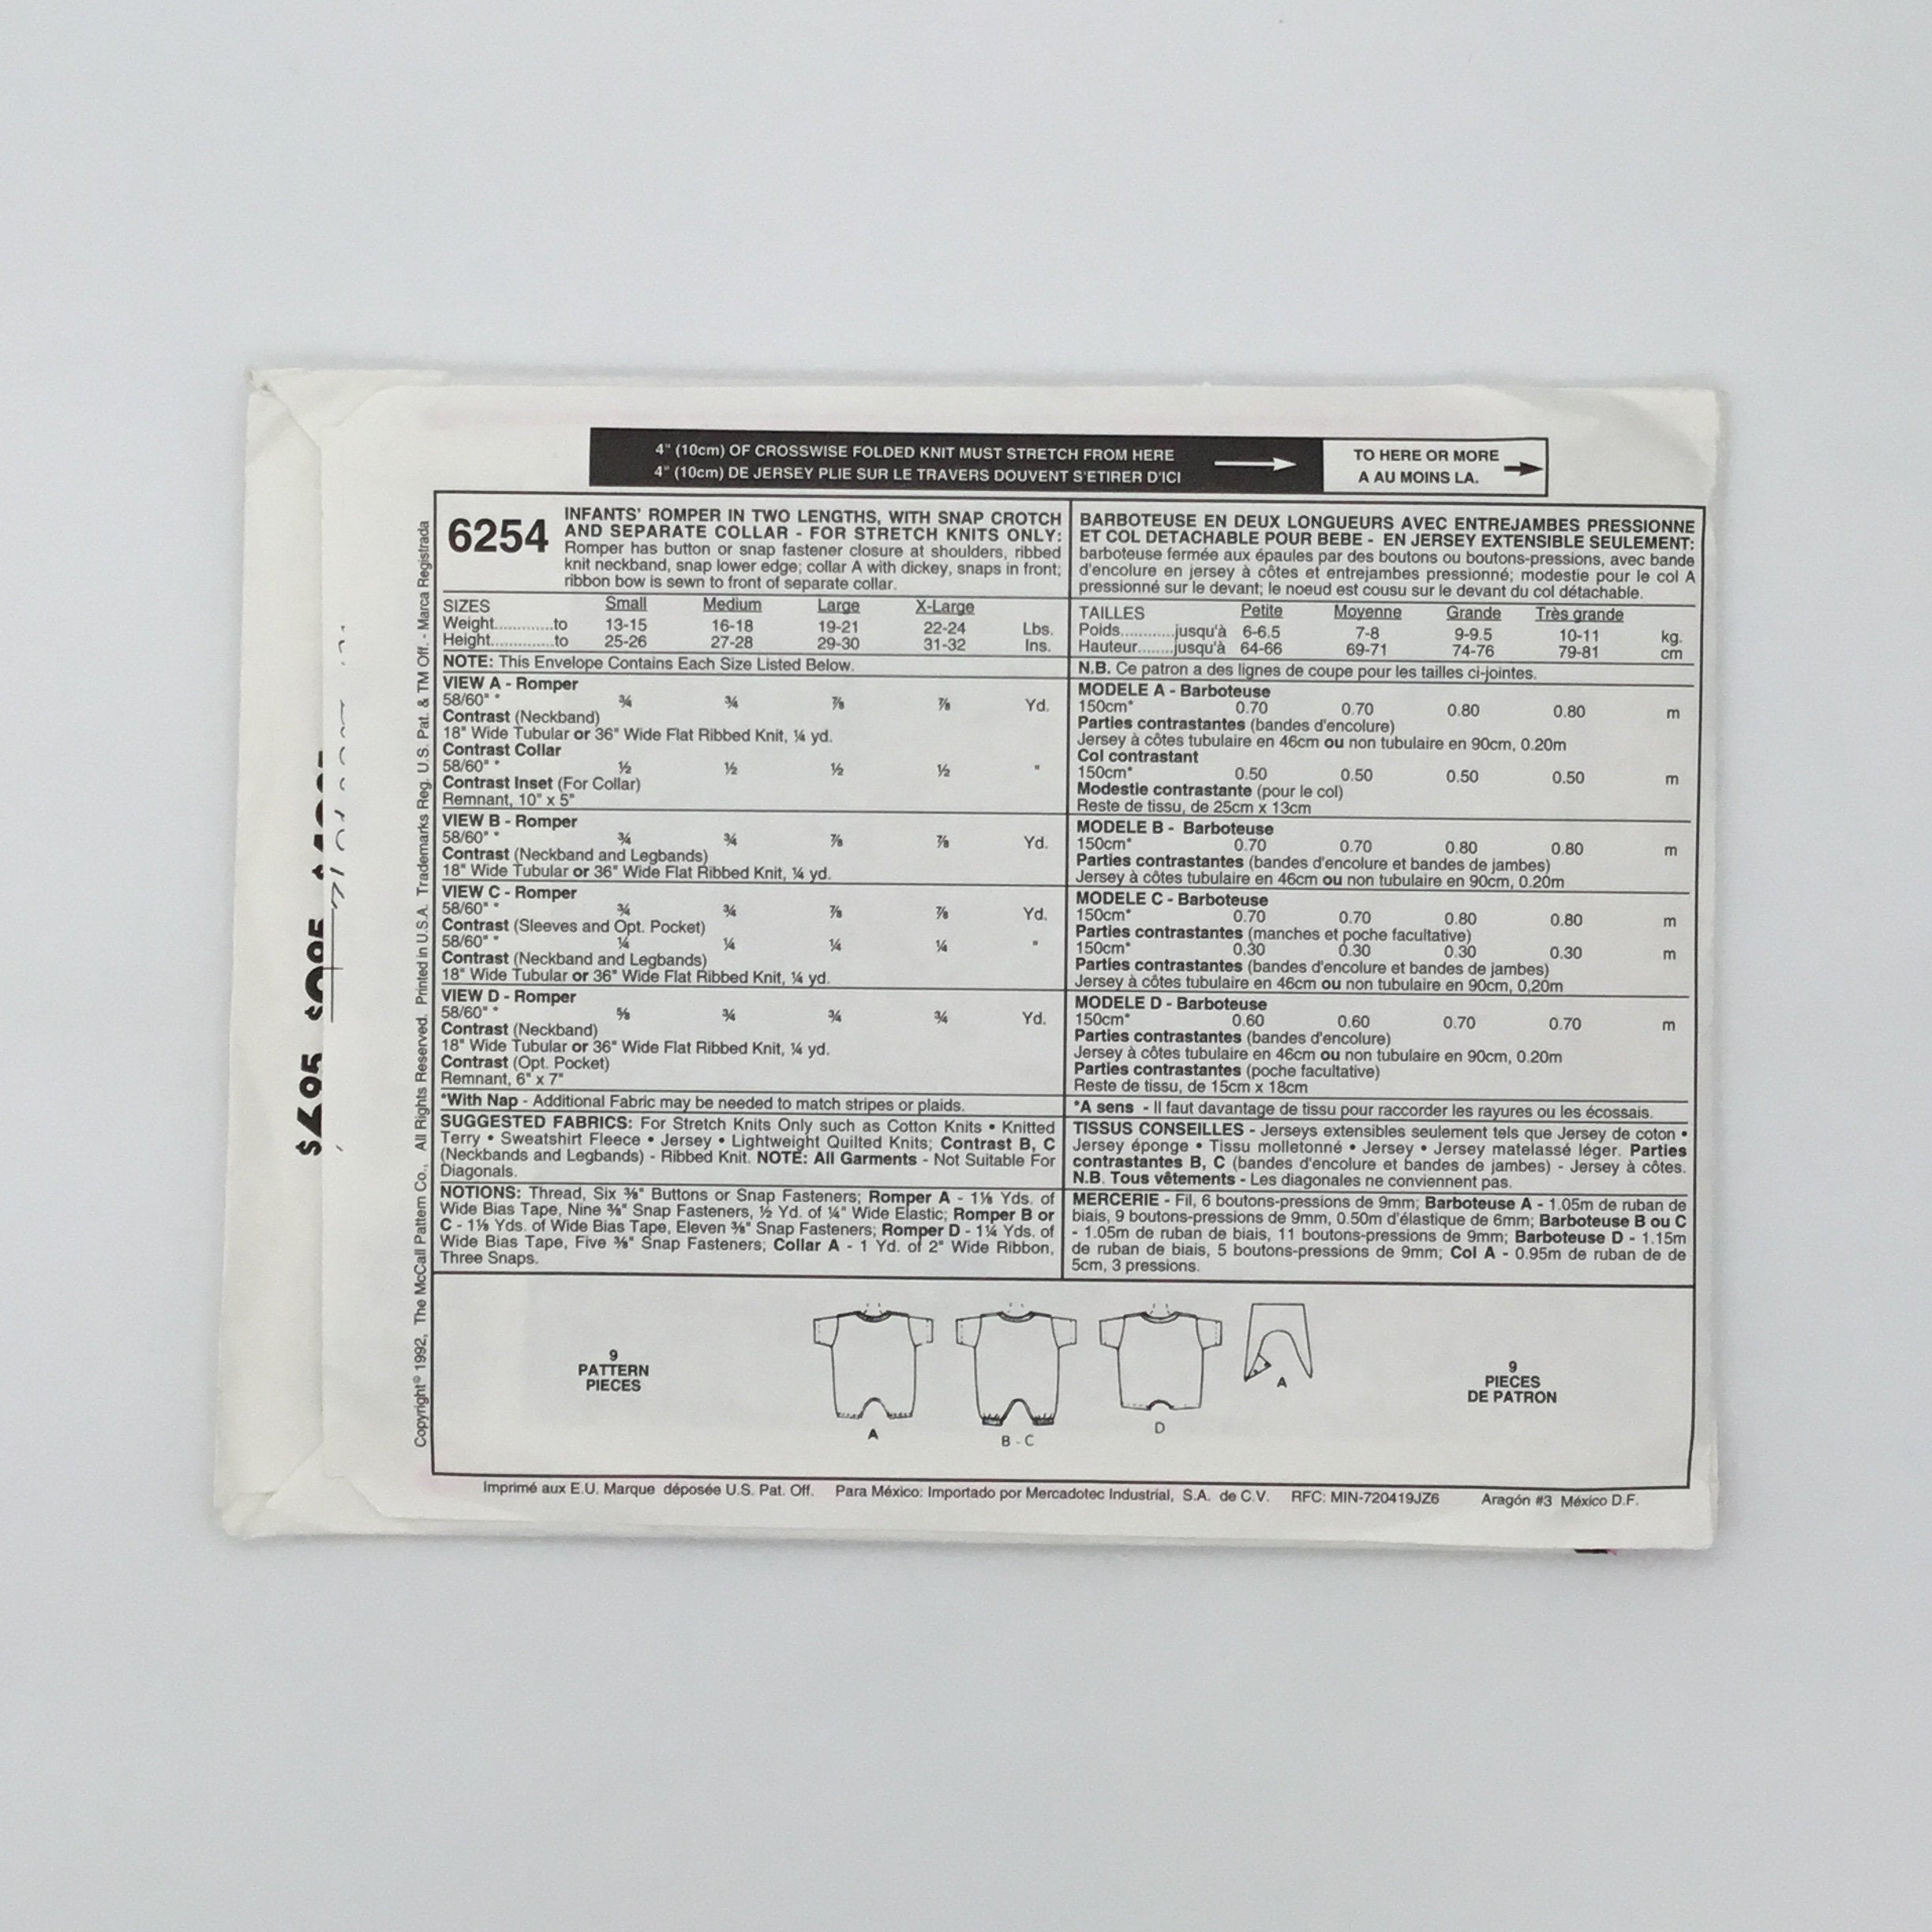 4" (10cm) OF CROSSWISE FOLDED KNIT MUST STRETCH FROM HERE
4" (10cm) DE JERSEY PLIE SUR LE TRAVERS DOUVENT S'ETIRER D'ICI
TO HERE OR MORE
A AU MOINS LA.
6254
INFANTS' ROMPER IN TWO LENGTHS, WITH SNAP CROTCH
AND SEPARATE COLLAR - FOR STRETCH KNITS ONLY:
Romper has button or snap fastener closure at shoulders, ribbed
knit neckband, snap lower edge; collar A with dickey, snaps in front;
ribbon bow is sewn to front of separate collar.
SIZES Small Medium Large X-Large
Weight.............to 13-15 16-18 19-21 22-24 Lbs.
Height..............to 25-26 27-28 29-30 31-32 Ins.
NOTE: This Envelope Contains Each Size Listed Below.
VIEW A - Romper
58/60" * ¾ ¾ ⅞ ⅞ Yd.
Contrast (Neckband)
18" Wide Tubular or 36" Wide Flat Ribbed Knit, ¼ yd.
Contrast Collar
58/60" * ½ ½ ½ ½ "
Contrast Inset (For Collar)
Remnant, 10" x 5"
VIEW B - Romper
58/60" * ¾ ¾ ⅞ ⅞ Yd.
Contrast (Neckband and Legbands)
18" Wide Tubular or 36" Wide Flat Ribbed Knit, ¼ yd.
VIEW C - Romper
58/60" * ¾ ¾ ⅞ ⅞ Yd.
Contrast (Sleeves and Opt. Pocket)
58/60" * ¼ ¼ ¼ ¼ "
Contrast (Neckband and Legbands)
18" Wide Tubular or 36" Wide Flat Ribbed Knit, ¼ yd.
VIEW D - Romper
58/60" * ⅝ ¾ ¾ ¾ Yd.
Contrast (Neckband)
18" Wide Tubular or 36" Wide Flat Ribbed Knit, ¼ yd.
Contrast (Opt. Pocket)
Remnant, 6" x 7"
*With Nap - Additional Fabric may be needed to match stripes or plaids.
SUGGESTED FABRICS: For Stretch Knits Only such as Cotton Knits • Knitted
Terry • Sweatshirt Fleece • Jersey • Lightweight Quilted Knits; Contrast B, C
(Neckbands and Legbands) - Ribbed Knit. NOTE: All Garments - Not Suitable For
Diagonals.
NOTIONS: Thread, Six ⅜" Buttons or Snap Fasteners; Romper A - 1⅛ Yds. of
Wide Bias Tape, Nine ⅜" Snap Fasteners, ½ Yd. of ¼" Wide Elastic; Romper B or
C - 1⅛ Yds. of Wide Bias Tape, Eleven ⅜" Snap Fasteners; Romper D - 1¼ Yds. of
Wide Bias Tape, Five ⅜" Snap Fasteners; Collar A - 1 Yd. of 2" Wide Ribbon,
Three Snaps.
BARBOTEUSE EN DEUX LONGUEURS AVEC ENTREJAMBES PRESSIONNE
ET COL DETACHABLE POUR BEBE - EN JERSEY EXTENSIBLE SEULEMENT:
barboteuse fermée aux épaules par des boutons ou boutons-pressions, avec bande
d'encolure en jersey à côtes et entrejambes pressionné; modestie pour le col A
pressionné sur le devant; le noeud est cousu sur le devant du col détachable.
TAILLES Petite Moyenne Grande Très grande
Poids............jusqu'à 6-6.5 7-8 9-9.5 10-11 kg.
Hauteur........jusqu'à 64-66 69-71 74-76 79-81 cm
N.B. Ce patron a des lignes de coupe pour les tailles ci-jointes.
MODELE A - Barboteuse
150cm* 0.70 0.70 0.80 0.80 m
Parties contrastantes (bandes d'encolure)
Jersey à côtes tubulaire en 46cm ou non tubulaire en 90cm, 0.20m
Col contrastant
150cm* 0.50 0.50 0.50 0.50 m
Modestie contrastante (pour le col)
Reste de tissu, de 25cm x 13cm
MODELE B - Barboteuse
150cm* 0.70 0.70 0.80 0.80 m
Parties contrastantes (bandes d'encolure et bandes de jambes)
Jersey à côtes tubulaire en 46cm ou non tubulaire en 90cm, 0.20m
MODELE C - Barboteuse
150cm* 0.70 0.70 0.80 0.80 m
Parties contrastantes (manches et poche facultative)
150cm* 0.30 0.30 0.30 0.30 m
Parties contrastantes (bandes d'encolure et bandes de jambes)
Jersey à côtes tubulaire en 46cm ou non tubulaire en 90cm, 0,20m
MODELE D - Barboteuse
150cm* 0.60 0.60 0.70 0.70 m
Parties contrastantes (bandes d'encolure)
Jersey à côtes tubulaire en 46cm ou non tubulaire en 90cm, 0.20m
Parties contrastantes (poche facultative)
Reste de tissu, de 15cm x 18cm
*A sens - Il faut davantage de tissu pour raccorder les rayures ou les écossais.
TISSUS CONSEILLES - Jerseys extensibles seulement tels que Jersey de coton •
Jersey éponge • Tissu molletonné • Jersey • Jersey matelassé léger. Parties
contrastantes B, C (bandes d'encolure et bandes de jambes) - Jersey à côtes.
N.B. Tous vêtements - Les diagonales ne conviennent pas.
MERCERIE - Fil, 6 boutons-pressions de 9mm; Barboteuse A - 1.05m de ruban de
biais, 9 boutons-pressions de 9mm, 0.50m d'élastique de 6mm; Barboteuse B ou C
- 1.05m de ruban de biais, 11 boutons-pressions de 9mm; Barboteuse D - 1.15m
de ruban de biais, 5 boutons-pressions de 9mm; Col A - 0.95m de ruban de de
5cm, 3 pressions.
9
PATTERN
PIECES
A
B - C
D
A
9
PIECES
DE PATRON
Imprimé aux E.U. Marque déposée U.S. Pat. Off. Para México: Importado por Mercadotec Industrial, S.A. de C.V. RFC: MIN-720419JZ6 Aragón #3 México D.F.
Copyright© 1992, The McCall Pattern Co., All Rights Reserved. Printed in U.S.A. Trademarks Reg. U.S. Pat. & TM Off. - Marca Registrada